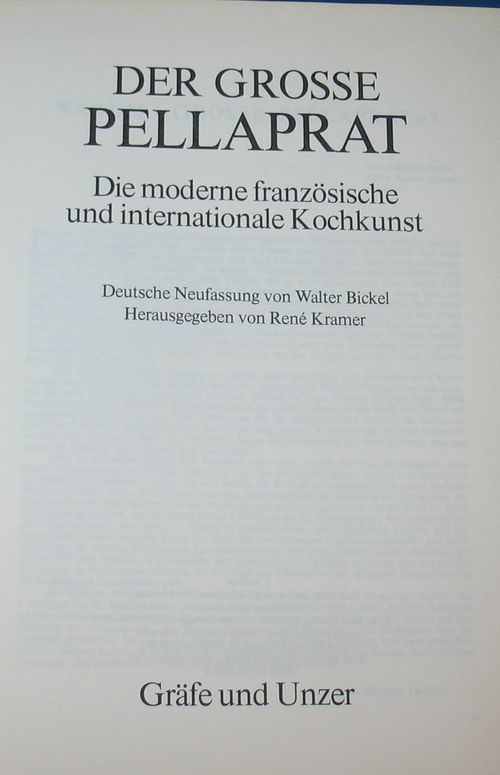 DER GROSSE
PELLAPRAT
Die moderne französische
und internationale Kochkunst
Deutsche Neufassung von Walter Bickel
Herausgegeben von René Kramer
Gräfe und Unzer